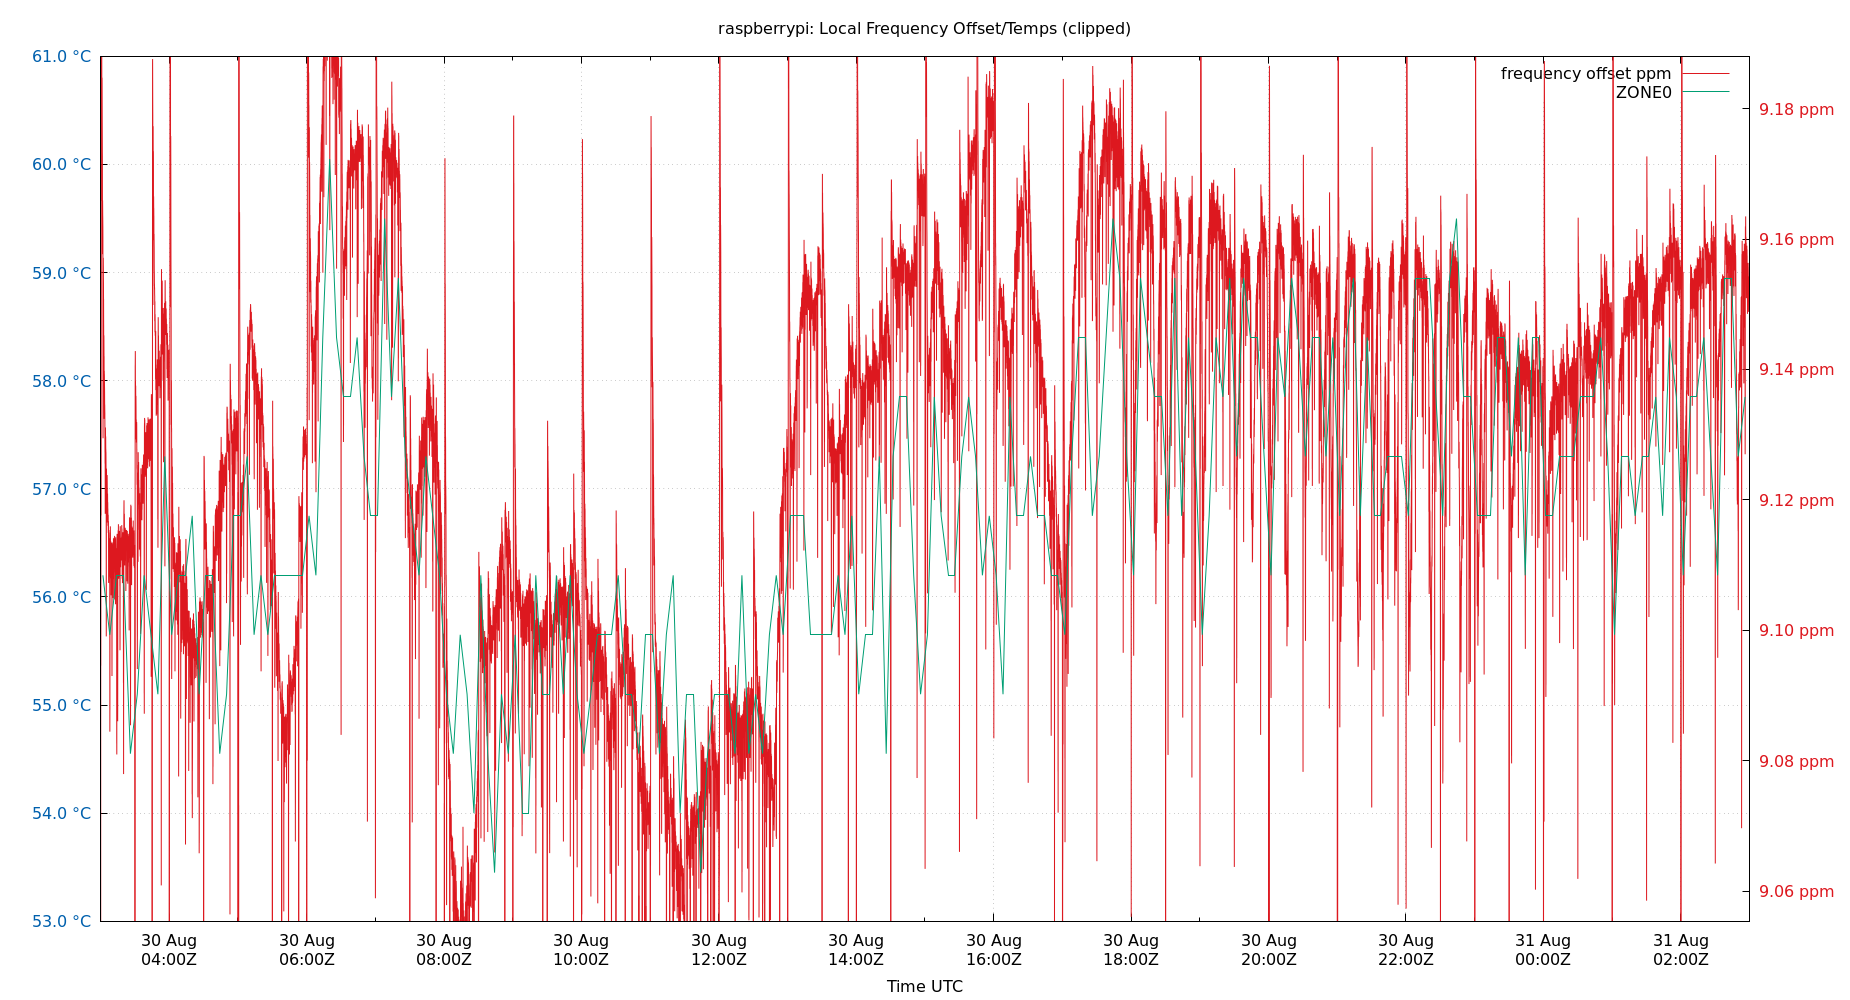 raspberrypi: Local Frequency Offset/Temps (clipped)
61.0 °C
60.0 °C
59.0 °C
58.0 °C
57.0 °C
56.0 °C
55.0 °C
54.0 °C
53.0 °C
frequency offset ppm
ZONE0
9.18 ppm
9.16 ppm
9.14 ppm
9.12 ppm
9.10 ppm
9.08 ppm
9.06 ppm
30 Aug
04:00Z
30 Aug
06:00Z
30 Aug
08:00Z
30 Aug
10:00Z
30 Aug
12:00Z
30 Aug
14:00Z
30 Aug
16:00Z
30 Aug
18:00Z
30 Aug
20:00Z
30 Aug
22:00Z
31 Aug
00:00Z
31 Aug
02:00Z
Time UTC